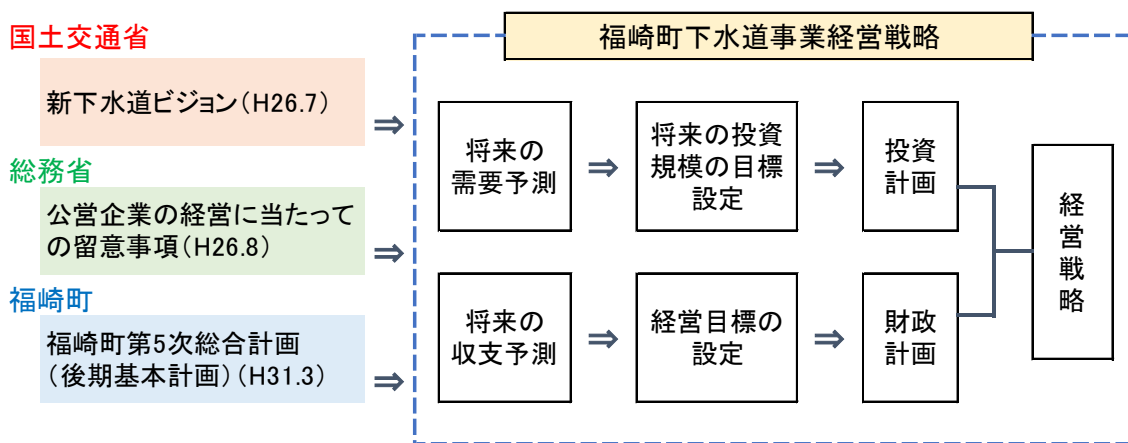 国土交通省
新下水道ビジョン(H26.7)
⇒
総務省
公営企業の経営に当たって
の留意事項(H26.8)
⇒
福崎町
福崎町第5次総合計画
(後期基本計画)(H31.3)
⇒
福崎町下水道事業経営戦略
将来の
需要予測
⇒
将来の投資
規模の目標
設定
⇒
投資
計画
将来の
収支予測
⇒
経営目標の
設定
⇒
財政
計画
経
営
戦
略